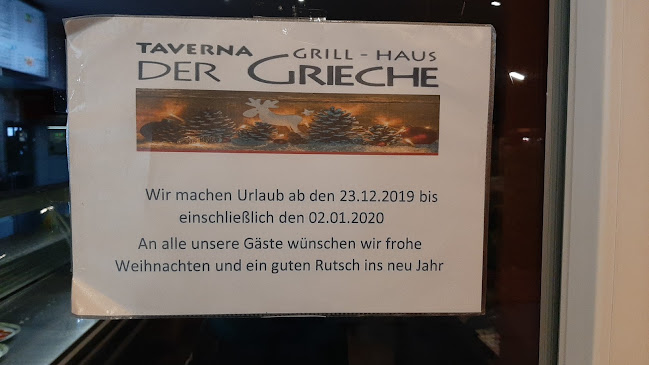 TAVERNA GRILL - HAUS
DER GRIECHE
Wir machen Urlaub ab den 23.12.2019 bis
einschließlich den 02.01.2020
An alle unsere Gäste wünschen wir frohe
Weihnachten und ein guten Rutsch ins neu Jahr